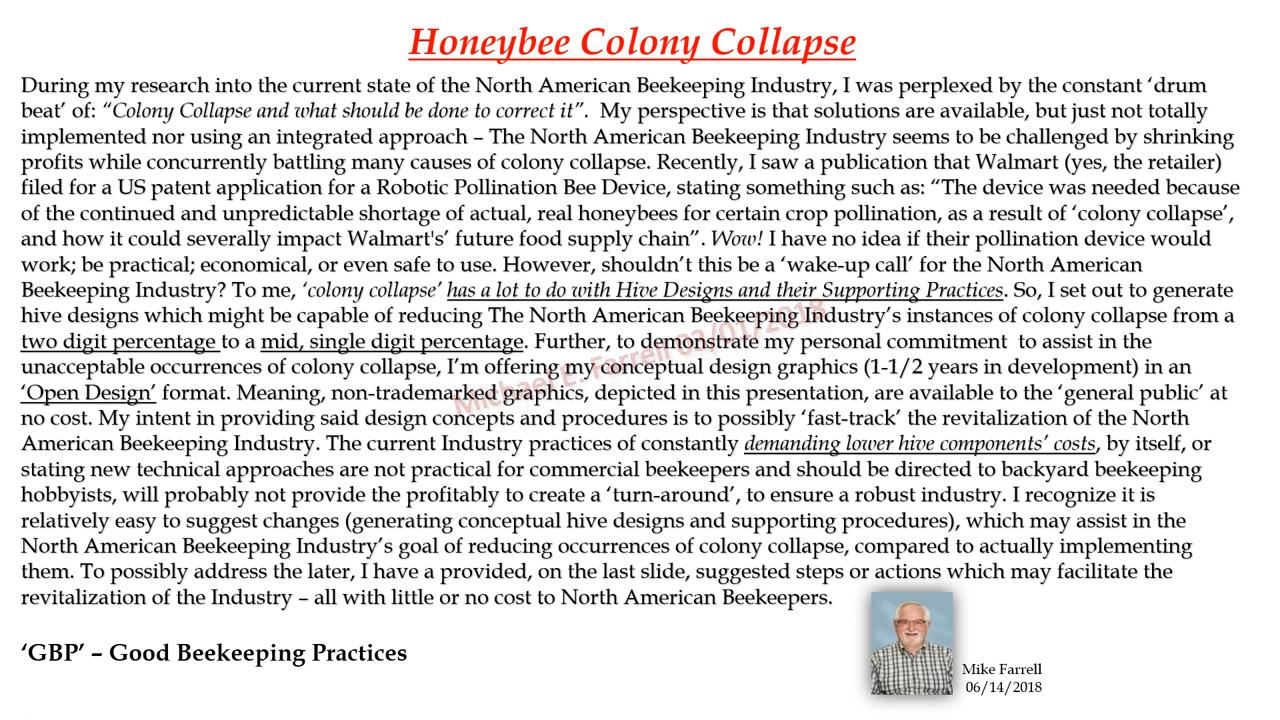 Honeybee Colony Collapse
During my research into the current state of the North American Beekeeping Industry, I was perplexed by the constant ‘drum
beat’ of: “Colony Collapse and what should be done to correct it”.  My perspective is that solutions are available, but just not totally
implemented nor using an integrated approach – The North American Beekeeping Industry seems to be challenged by shrinking
profits while concurrently battling many causes of colony collapse. Recently, I saw a publication that Walmart (yes, the retailer)
filed for a US patent application for a Robotic Pollination Bee Device, stating something such as: “The device was needed because
of the continued and unpredictable shortage of actual, real honeybees for certain crop pollination, as a result of ‘colony collapse’,
and how it could severally impact Walmart's’ future food supply chain”. Wow! I have no idea if their pollination device would
work; be practical; economical, or even safe to use. However, shouldn’t this be a ‘wake-up call’ for the North American
Beekeeping Industry? To me, ‘colony collapse’ has a lot to do with Hive Designs and their Supporting Practices. So, I set out to generate
hive designs which might be capable of reducing The North American Beekeeping Industry’s instances of colony collapse from a
two digit percentage to a mid, single digit percentage. Further, to demonstrate my personal commitment  to assist in the
unacceptable occurrences of colony collapse, I’m offering my conceptual design graphics (1-1/2 years in development) in an
‘Open Design’ format. Meaning, non-trademarked graphics, depicted in this presentation, are available to the ‘general public’ at
no cost. My intent in providing said design concepts and procedures is to possibly ‘fast-track’ the revitalization of the North
American Beekeeping Industry. The current Industry practices of constantly demanding lower hive components’ costs, by itself, or
stating new technical approaches are not practical for commercial beekeepers and should be directed to backyard beekeeping
hobbyists, will probably not provide the profitably to create a ‘turn-around’, to ensure a robust industry. I recognize it is
relatively easy to suggest changes (generating conceptual hive designs and supporting procedures), which may assist in the
North American Beekeeping Industry’s goal of reducing occurrences of colony collapse, compared to actually implementing
them. To possibly address the later, I have a provided, on the last slide, suggested steps or actions which may facilitate the
revitalization of the Industry – all with little or no cost to North American Beekeepers.
Michael E. Farrell 03/01/2018
‘GBP’ – Good Beekeeping Practices
Mike Farrell
06/14/2018